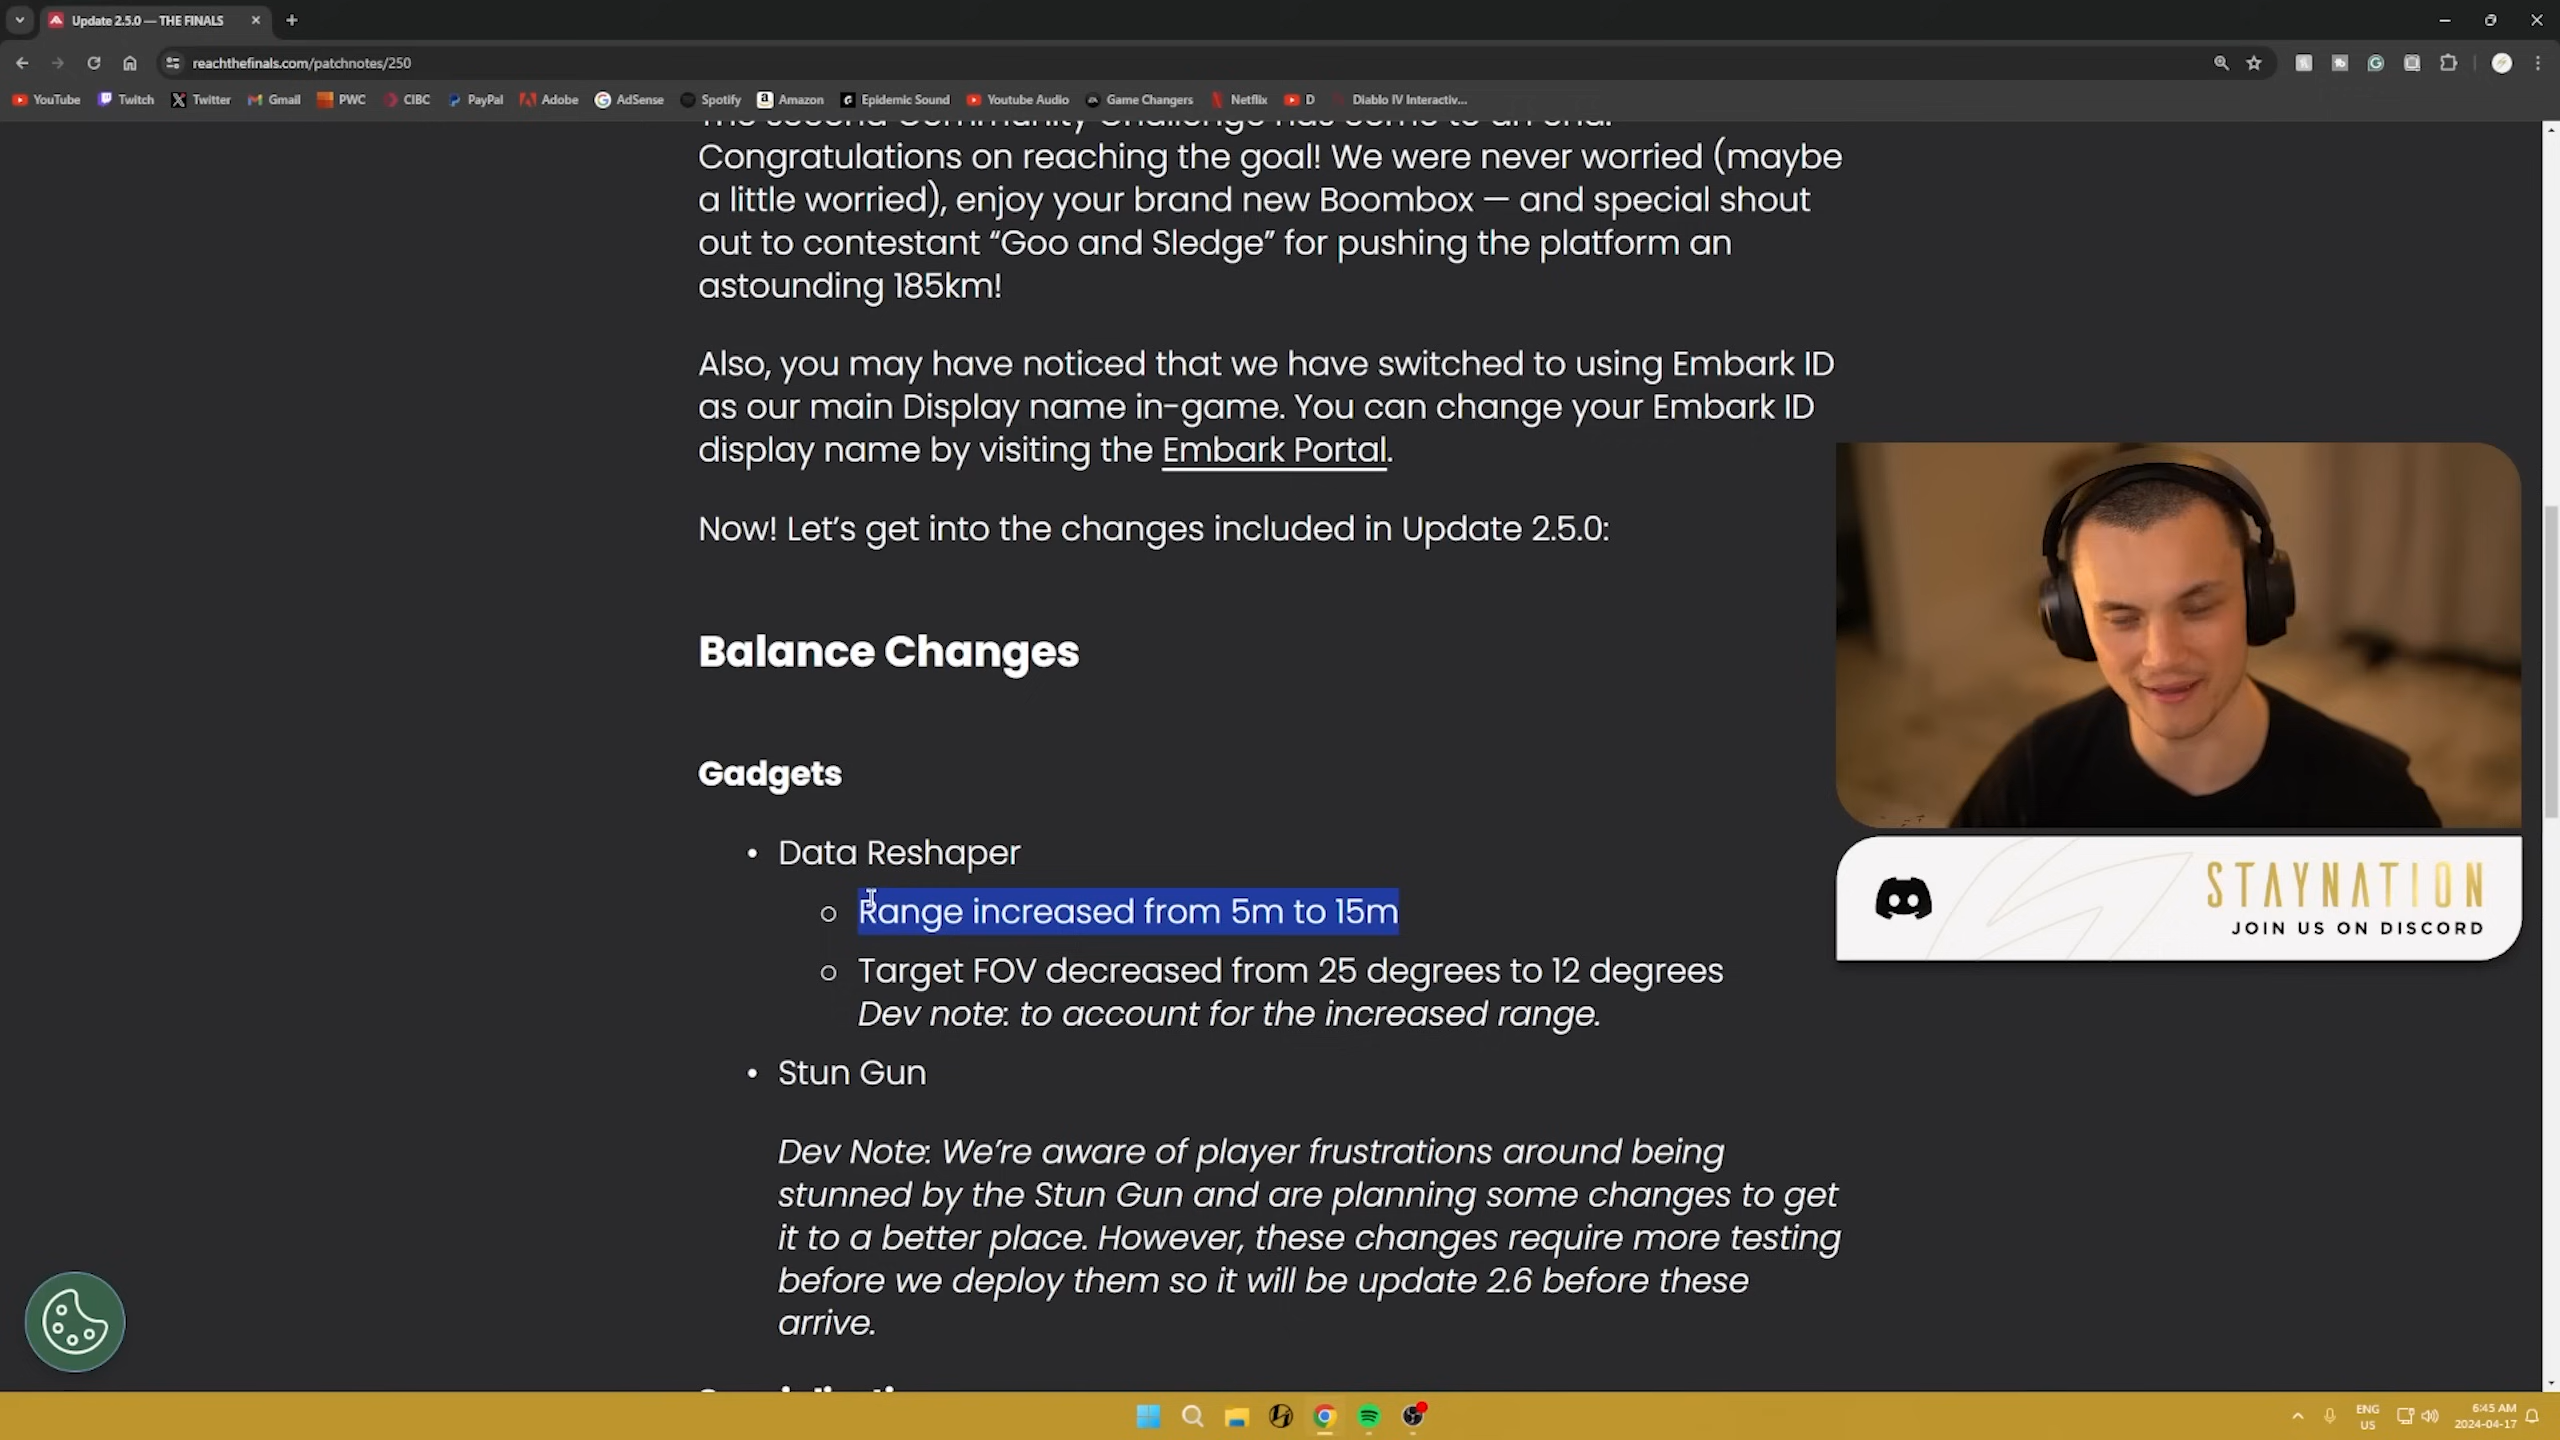 Update 2.5.0 — THE FINALS
reachthefinals.com/patchnotes/250
YouTube Twitch Twitter Gmail PWC CIBC PayPal Adobe AdSense Spotify Amazon Epidemic Sound Youtube Audio Game Changers Netflix D Diablo IV Interactiv...
The second Community Challenge has come to an end.
Congratulations on reaching the goal! We were never worried (maybe
a little worried), enjoy your brand new Boombox — and special shout
out to contestant “Goo and Sledge” for pushing the platform an
astounding 185km!
Also, you may have noticed that we have switched to using Embark ID
as our main Display name in-game. You can change your Embark ID
display name by visiting the Embark Portal.
Now! Let’s get into the changes included in Update 2.5.0:
Balance Changes
Gadgets
• Data Reshaper
○ Range increased from 5m to 15m
○ Target FOV decreased from 25 degrees to 12 degrees
Dev note: to account for the increased range.
• Stun Gun
Dev Note: We’re aware of player frustrations around being
stunned by the Stun Gun and are planning some changes to get
it to a better place. However, these changes require more testing
before we deploy them so it will be update 2.6 before these
arrive.
STAYNATION
JOIN US ON DISCORD
ENG
US
6:45 AM
2024-04-17